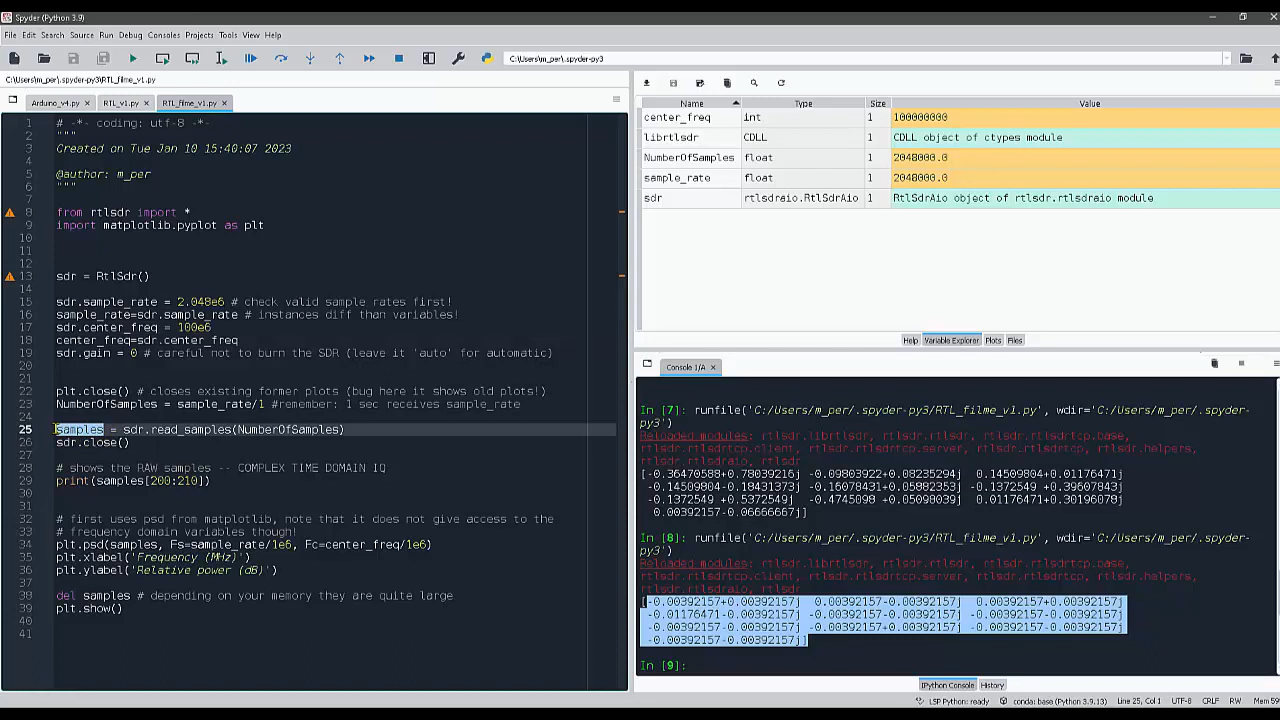 Spyder (Python 3.9)
File Edit Search Source Run Debug Consoles Projects Tools View Help
C:\Users\m_per\.spyder-py3
C:\Users\m_per\.spyder-py3\RTL_filme_v1.py
Arduino_v4.py RTL_v1.py RTL_filme_v1.py
1 # -*- coding: utf-8 -*-
2 """
3 Created on Tue Jan 10 15:40:07 2023
4
5 @author: m_per
6 """
7
8 from rtlsdr import *
9 import matplotlib.pyplot as plt
10
11
12
13 sdr = RtlSdr()
14
15 sdr.sample_rate = 2.048e6 # check valid sample rates first!
16 sample_rate=sdr.sample_rate # instances diff than variables!
17 sdr.center_freq = 100e6
18 center_freq=sdr.center_freq
19 sdr.gain = 0 # careful not to burn the SDR (leave it 'auto' for automatic)
20
21
22 plt.close() # closes existing former plots (bug here it shows old plots!)
23 NumberOfSamples = sample_rate/1 #remember: 1 sec receives sample_rate
24
25 samples = sdr.read_samples(NumberOfSamples)
26 sdr.close()
27
28 # shows the RAW samples -- COMPLEX TIME DOMAIN IQ
29 print(samples[200:210])
30
31
32 # first uses psd from matplotlib, note that it does not give access to the
33 # frequency domain variables though!
34 plt.psd(samples, Fs=sample_rate/1e6, Fc=center_freq/1e6)
35 plt.xlabel('Frequency (MHz)')
36 plt.ylabel('Relative power (dB)')
37
38 del samples # depending on your memory they are quite large
39 plt.show()
40
41
Name Type Size Value
center_freq int 1 100000000
librtlsdr CDLL 1 CDLL object of ctypes module
NumberOfSamples float 1 2048000.0
sample_rate float 1 2048000.0
sdr rtlsdraio.RtlSdrAio 1 RtlSdrAio object of rtlsdr.rtlsdraio module
Help Variable Explorer Plots Files
Console 1/A
In [7]: runfile('C:/Users/m_per/.spyder-py3/RTL_filme_v1.py', wdir='C:/Users/m_per/.spyder-
py3')
Reloaded modules: rtlsdr.librtlsdr, rtlsdr.rtlsdrtcp.base,
rtlsdr.rtlsdrtcp.client, rtlsdr.rtlsdrtcp.server, rtlsdr.helpers,
rtlsdr.rtlsdraio, rtlsdr
[-0.36470588+0.78039216j -0.09803922+0.08235294j 0.14509804+0.01176471j
-0.14509804-0.18431373j -0.16078431+0.05882353j -0.1372549 +0.39607843j
-0.1372549 +0.5372549j -0.4745098 +0.05098039j 0.01176471+0.30196078j
0.00392157-0.06666667j]
In [8]: runfile('C:/Users/m_per/.spyder-py3/RTL_filme_v1.py', wdir='C:/Users/m_per/.spyder-
py3')
Reloaded modules: rtlsdr.librtlsdr, rtlsdr.rtlsdrtcp.base,
rtlsdr.rtlsdrtcp.client, rtlsdr.rtlsdrtcp.server, rtlsdr.helpers,
rtlsdr.rtlsdraio, rtlsdr
[-0.00392157+0.00392157j 0.00392157-0.00392157j 0.00392157+0.00392157j
-0.01176471-0.00392157j -0.00392157-0.00392157j -0.00392157-0.00392157j
-0.00392157-0.00392157j -0.00392157+0.00392157j -0.00392157-0.00392157j
-0.00392157-0.00392157j]
In [9]:
IPython Console History
LSP Python: ready conda: base (Python 3.9.13) Line 25, Col 1 UTF-8 CRLF RW Mem 59